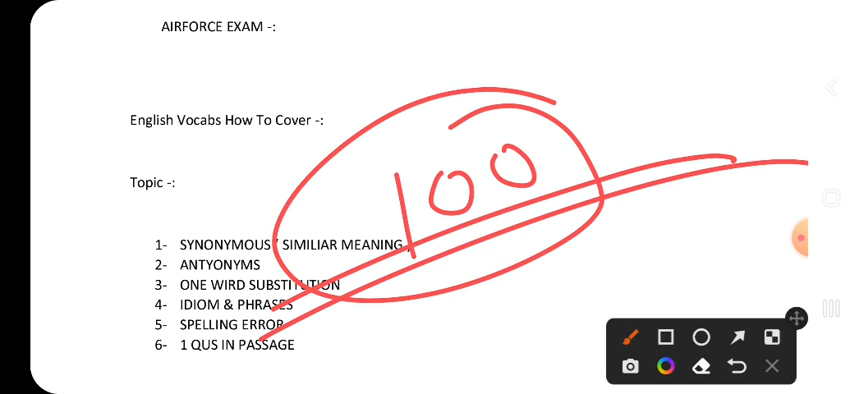 AIRFORCE EXAM -:
English Vocabs How To Cover -:
100
Topic -:
1- SYNONYMOUS ( SIMILIAR MEANING )
2- ANTYONYMS
3- ONE WIRD SUBSTITUTION
4- IDIOM & PHRASES
5- SPELLING ERROR
6- 1 QUS IN PASSAGE